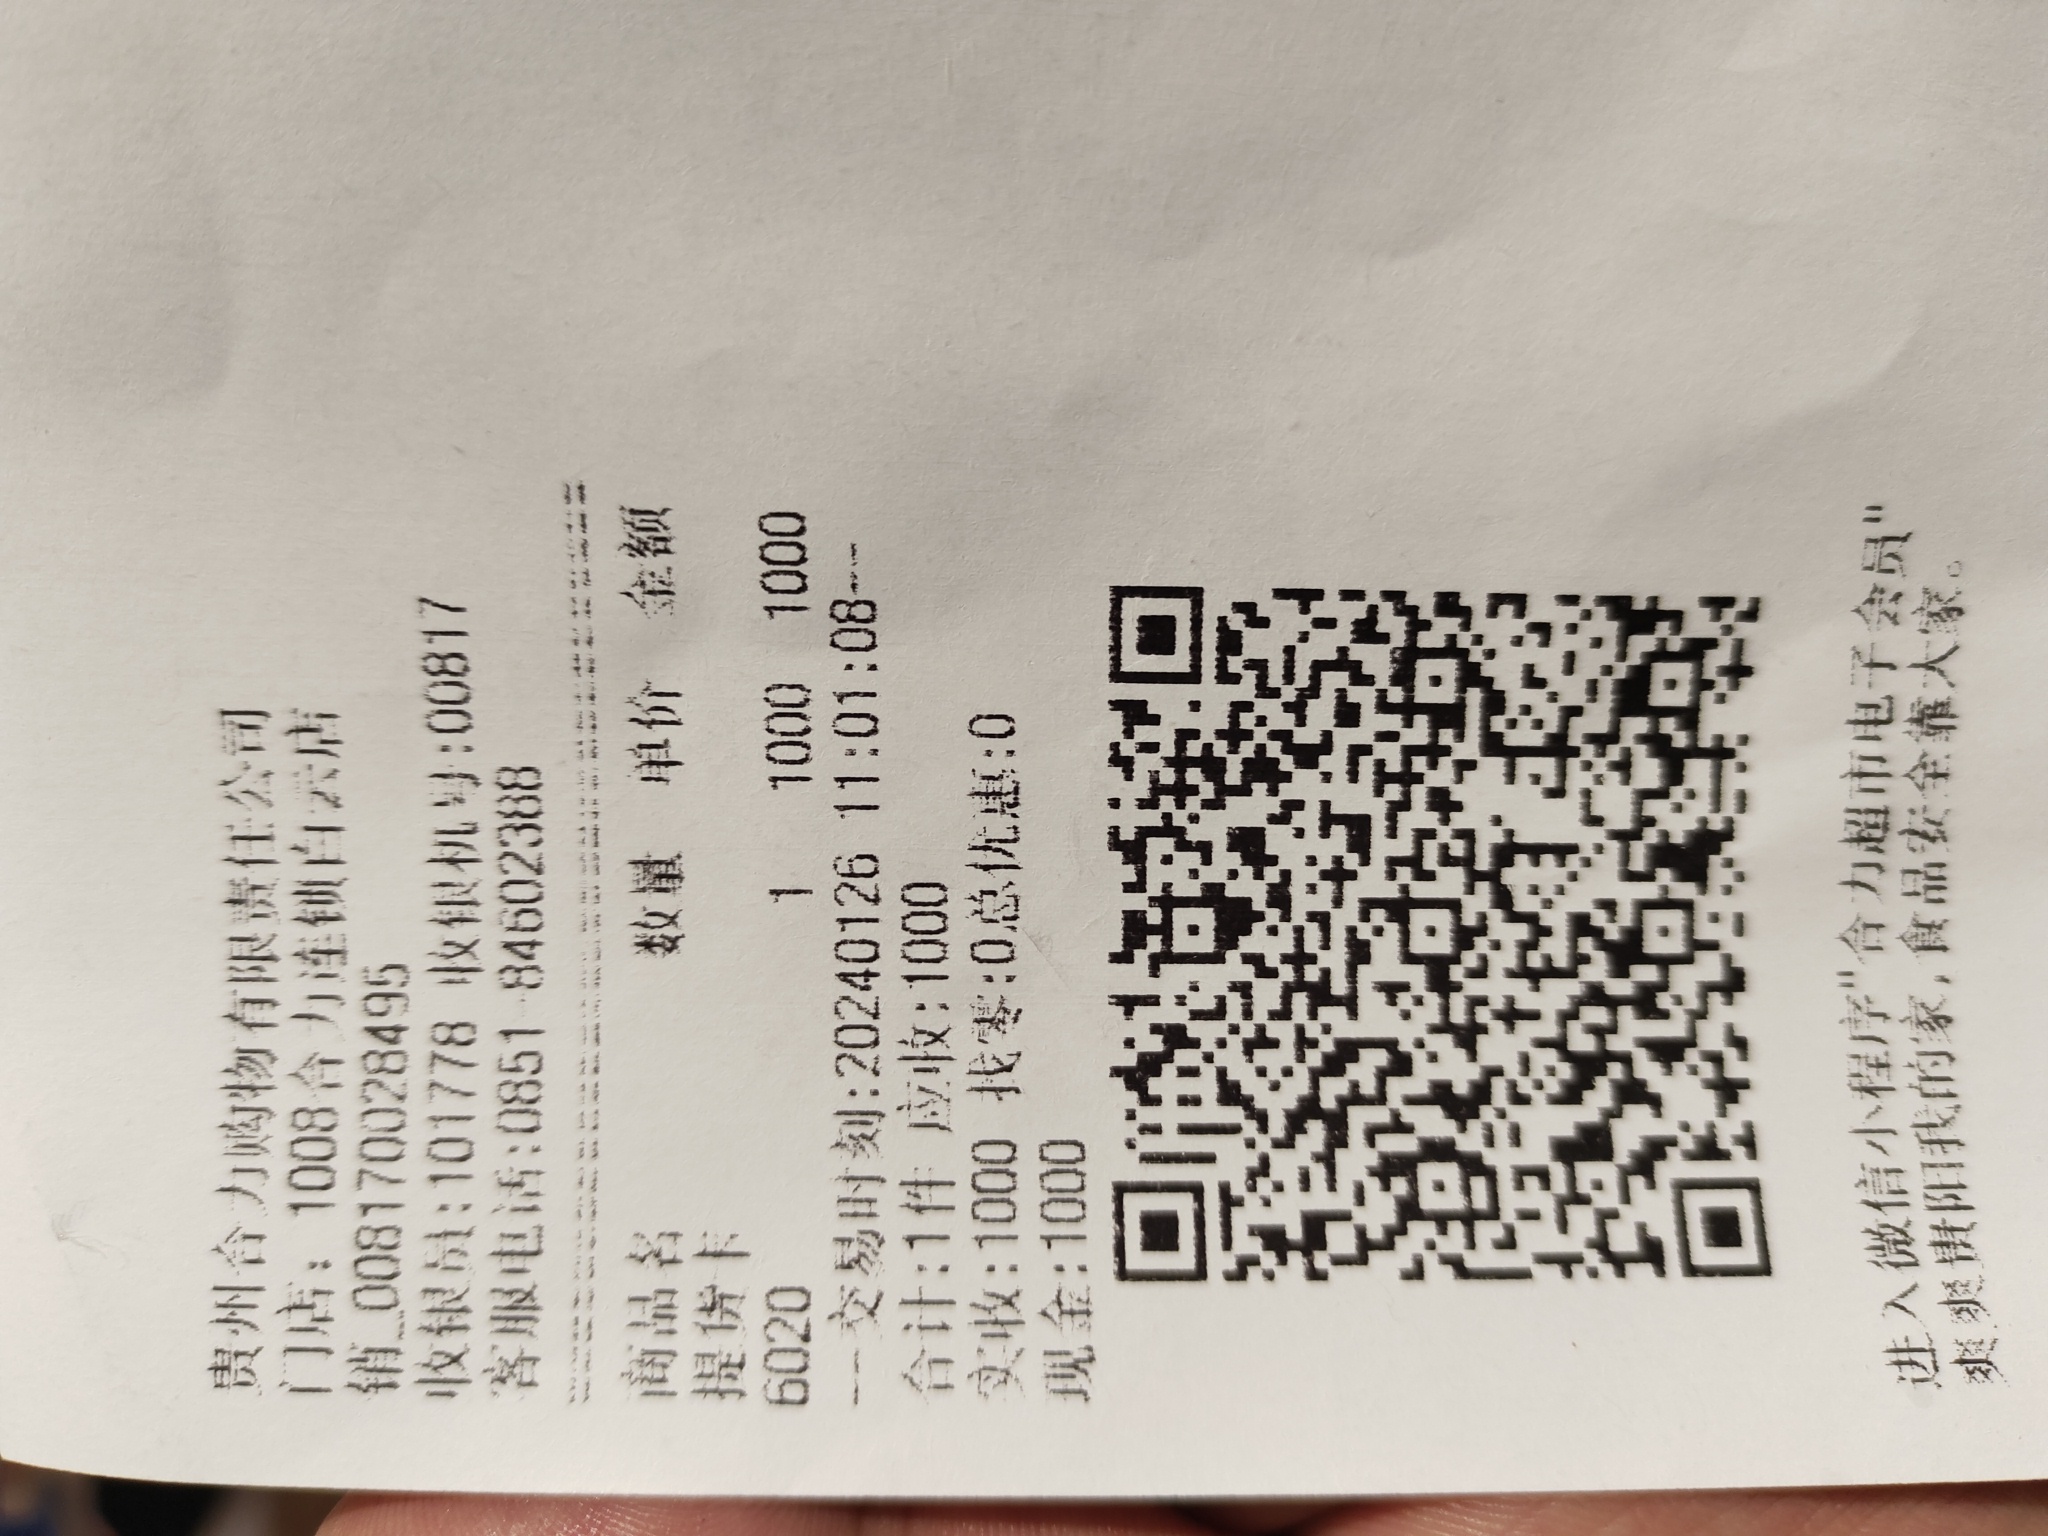 贵州合力购物有限责任公司
门店：1008合力连锁白云店
销_0081700028495
收银员:101778 收银机号:00817
客服电话:0851-84602388
商品名 数量 单价 金额
提货卡
6020 1 1000 1000
——交易时刻:20240126 11:01:08--
合计:1件 应收:1000
实收:1000 找零:0总优惠:0
现金:1000
进入微信小程序"合力超市电子会员"
爽爽贵阳我的家,食品安全靠大家。